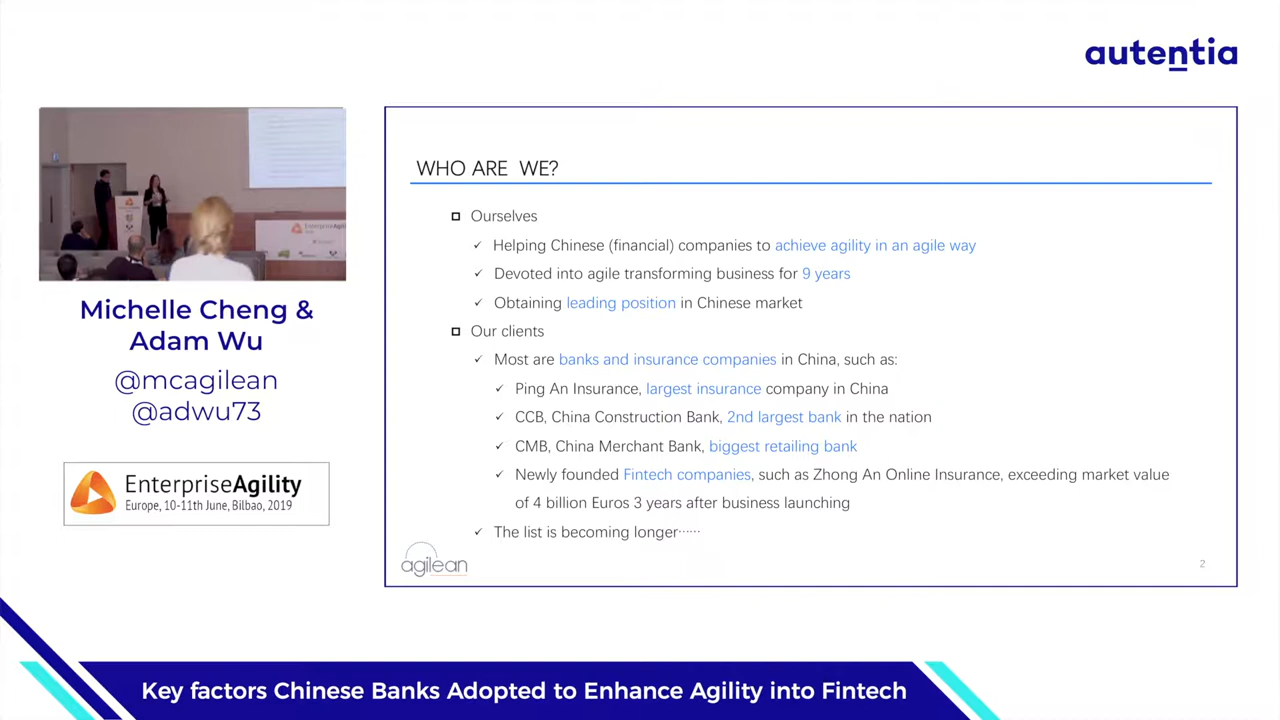 autentia
WHO ARE WE?
Ourselves
Helping Chinese (financial) companies to achieve agility in an agile way
Devoted into agile transforming business for 9 years
Obtaining leading position in Chinese market
Our clients
Most are banks and insurance companies in China, such as:
Ping An Insurance, largest insurance company in China
CCB, China Construction Bank, 2nd largest bank in the nation
CMB, China Merchant Bank, biggest retailing bank
Newly founded Fintech companies, such as Zhong An Online Insurance, exceeding market value
of 4 billion Euros 3 years after business launching
The list is becoming longer······
agilean
2
Michelle Cheng &
Adam Wu
@mcagilean
@adwu73
EnterpriseAgility
Europe, 10-11th June, Bilbao, 2019
Key factors Chinese Banks Adopted to Enhance Agility into Fintech